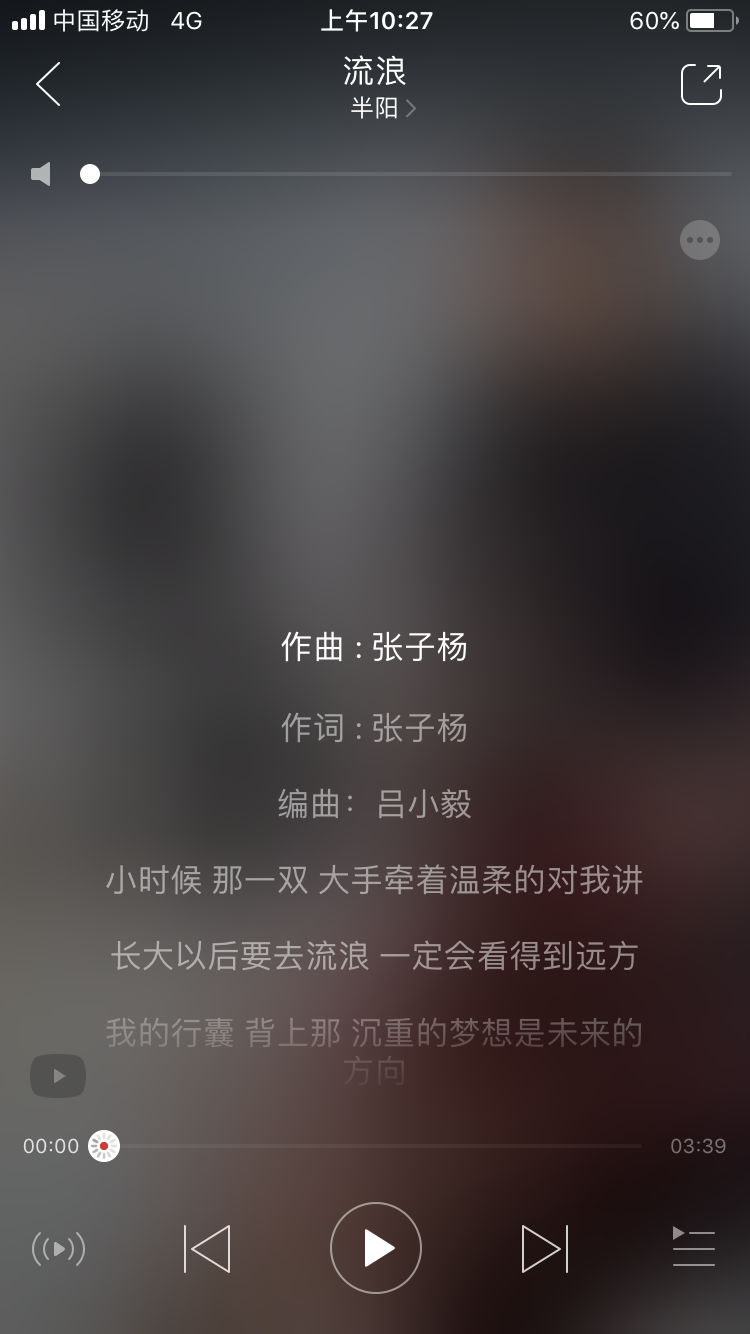 中国移动 4G 上午10:27 60%
流浪
半阳
作曲 : 张子杨
作词 : 张子杨
编曲： 吕小毅
小时候 那一双 大手牵着温柔的对我讲
长大以后要去流浪 一定会看得到远方
我的行囊 背上那 沉重的梦想是未来的
方向
00:00 03:39